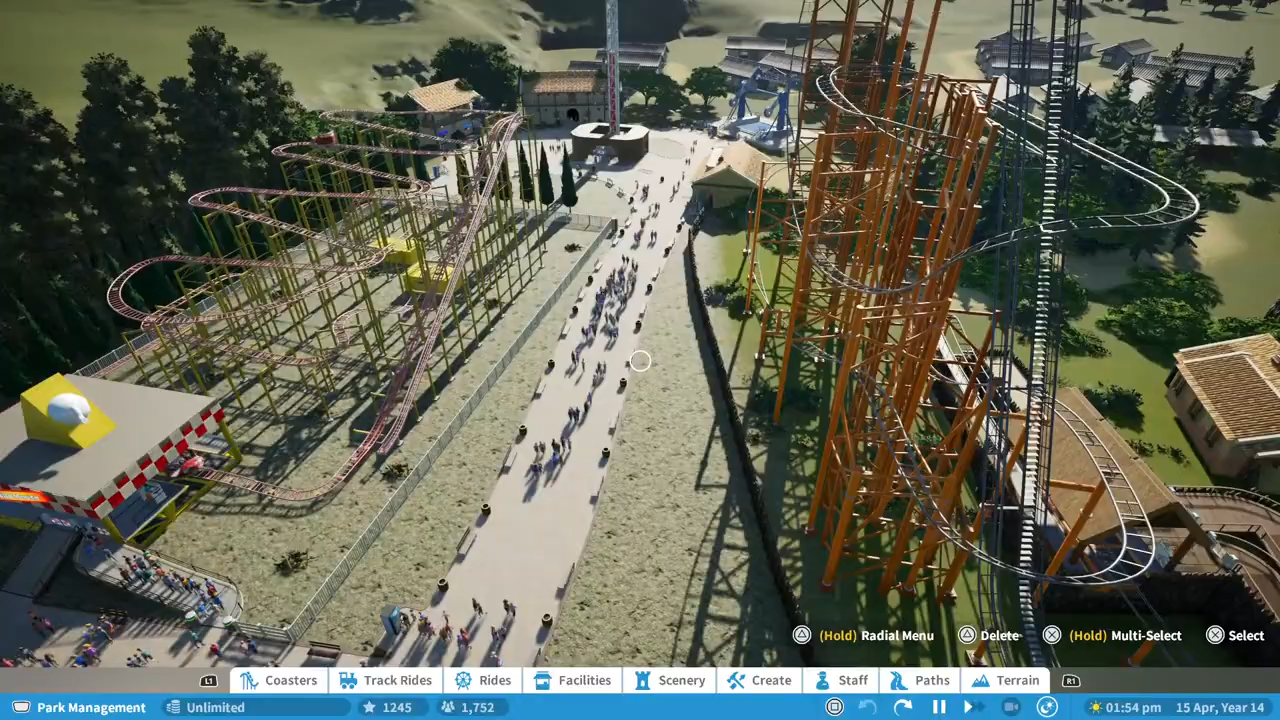 (Hold) Radial Menu Delete (Hold) Multi-Select Select
L1 Coasters Track Rides Rides Facilities Scenery Create Staff Paths Terrain R1
Park Management Unlimited 1245 1,752 01:54 pm 15 Apr, Year 14